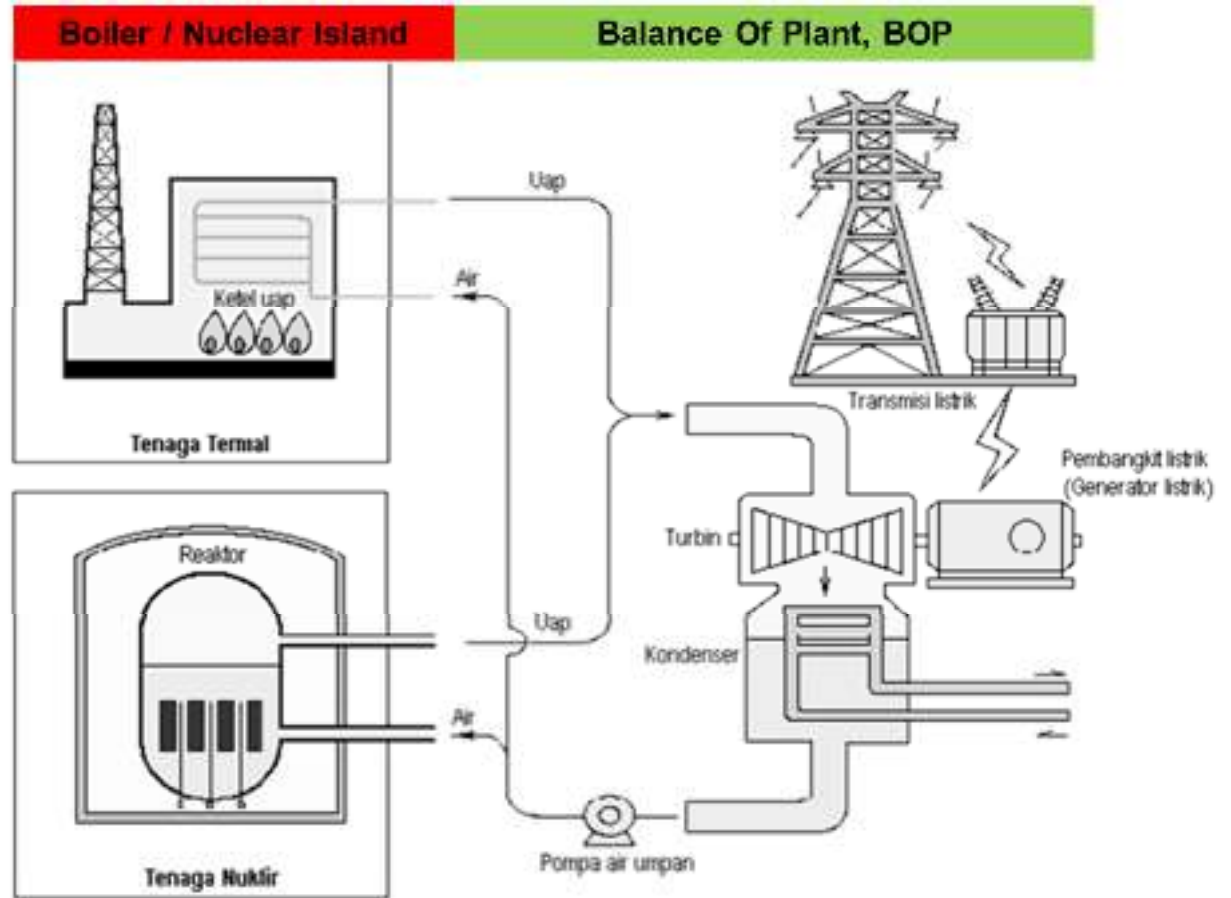 Boiler / Nuclear Island
Balance Of Plant, BOP
Uap
Air
Ketel uap
Tenaga Termal
Transmisi listrik
Pembangkit listrik
(Generator listrik)
Turbin
Reaktor
Uap
Kondenser
Air
Pompa air umpan
Tenaga Nuklir